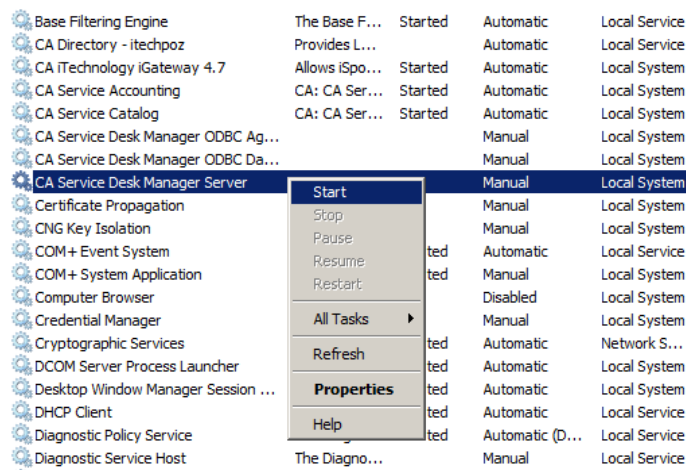 Base Filtering Engine The Base F... Started Automatic Local Service
CA Directory - itechpoz Provides L... Automatic Local Service
CA iTechnology iGateway 4.7 Allows iSpo... Started Automatic Local System
CA Service Accounting CA: CA Ser... Started Automatic Local System
CA Service Catalog CA: CA Ser... Started Automatic Local System
CA Service Desk Manager ODBC Ag... Manual Local System
CA Service Desk Manager ODBC Da... Manual Local System
CA Service Desk Manager Server Manual Local System
Start
Certificate Propagation Manual Local System
Stop
CNG Key Isolation Manual Local System
Pause
COM+ Event System ted Automatic Local Service
Resume
COM+ System Application ted Manual Local System
Restart
Computer Browser Disabled Local System
Credential Manager All Tasks Manual Local System
Cryptographic Services ted Automatic Network S...
Refresh
DCOM Server Process Launcher ted Automatic Local System
Desktop Window Manager Session ... Properties ted Automatic Local System
DHCP Client ted Automatic Local Service
Help
Diagnostic Policy Service ted Automatic (D... Local Service
Diagnostic Service Host The Diagno... Manual Local Service